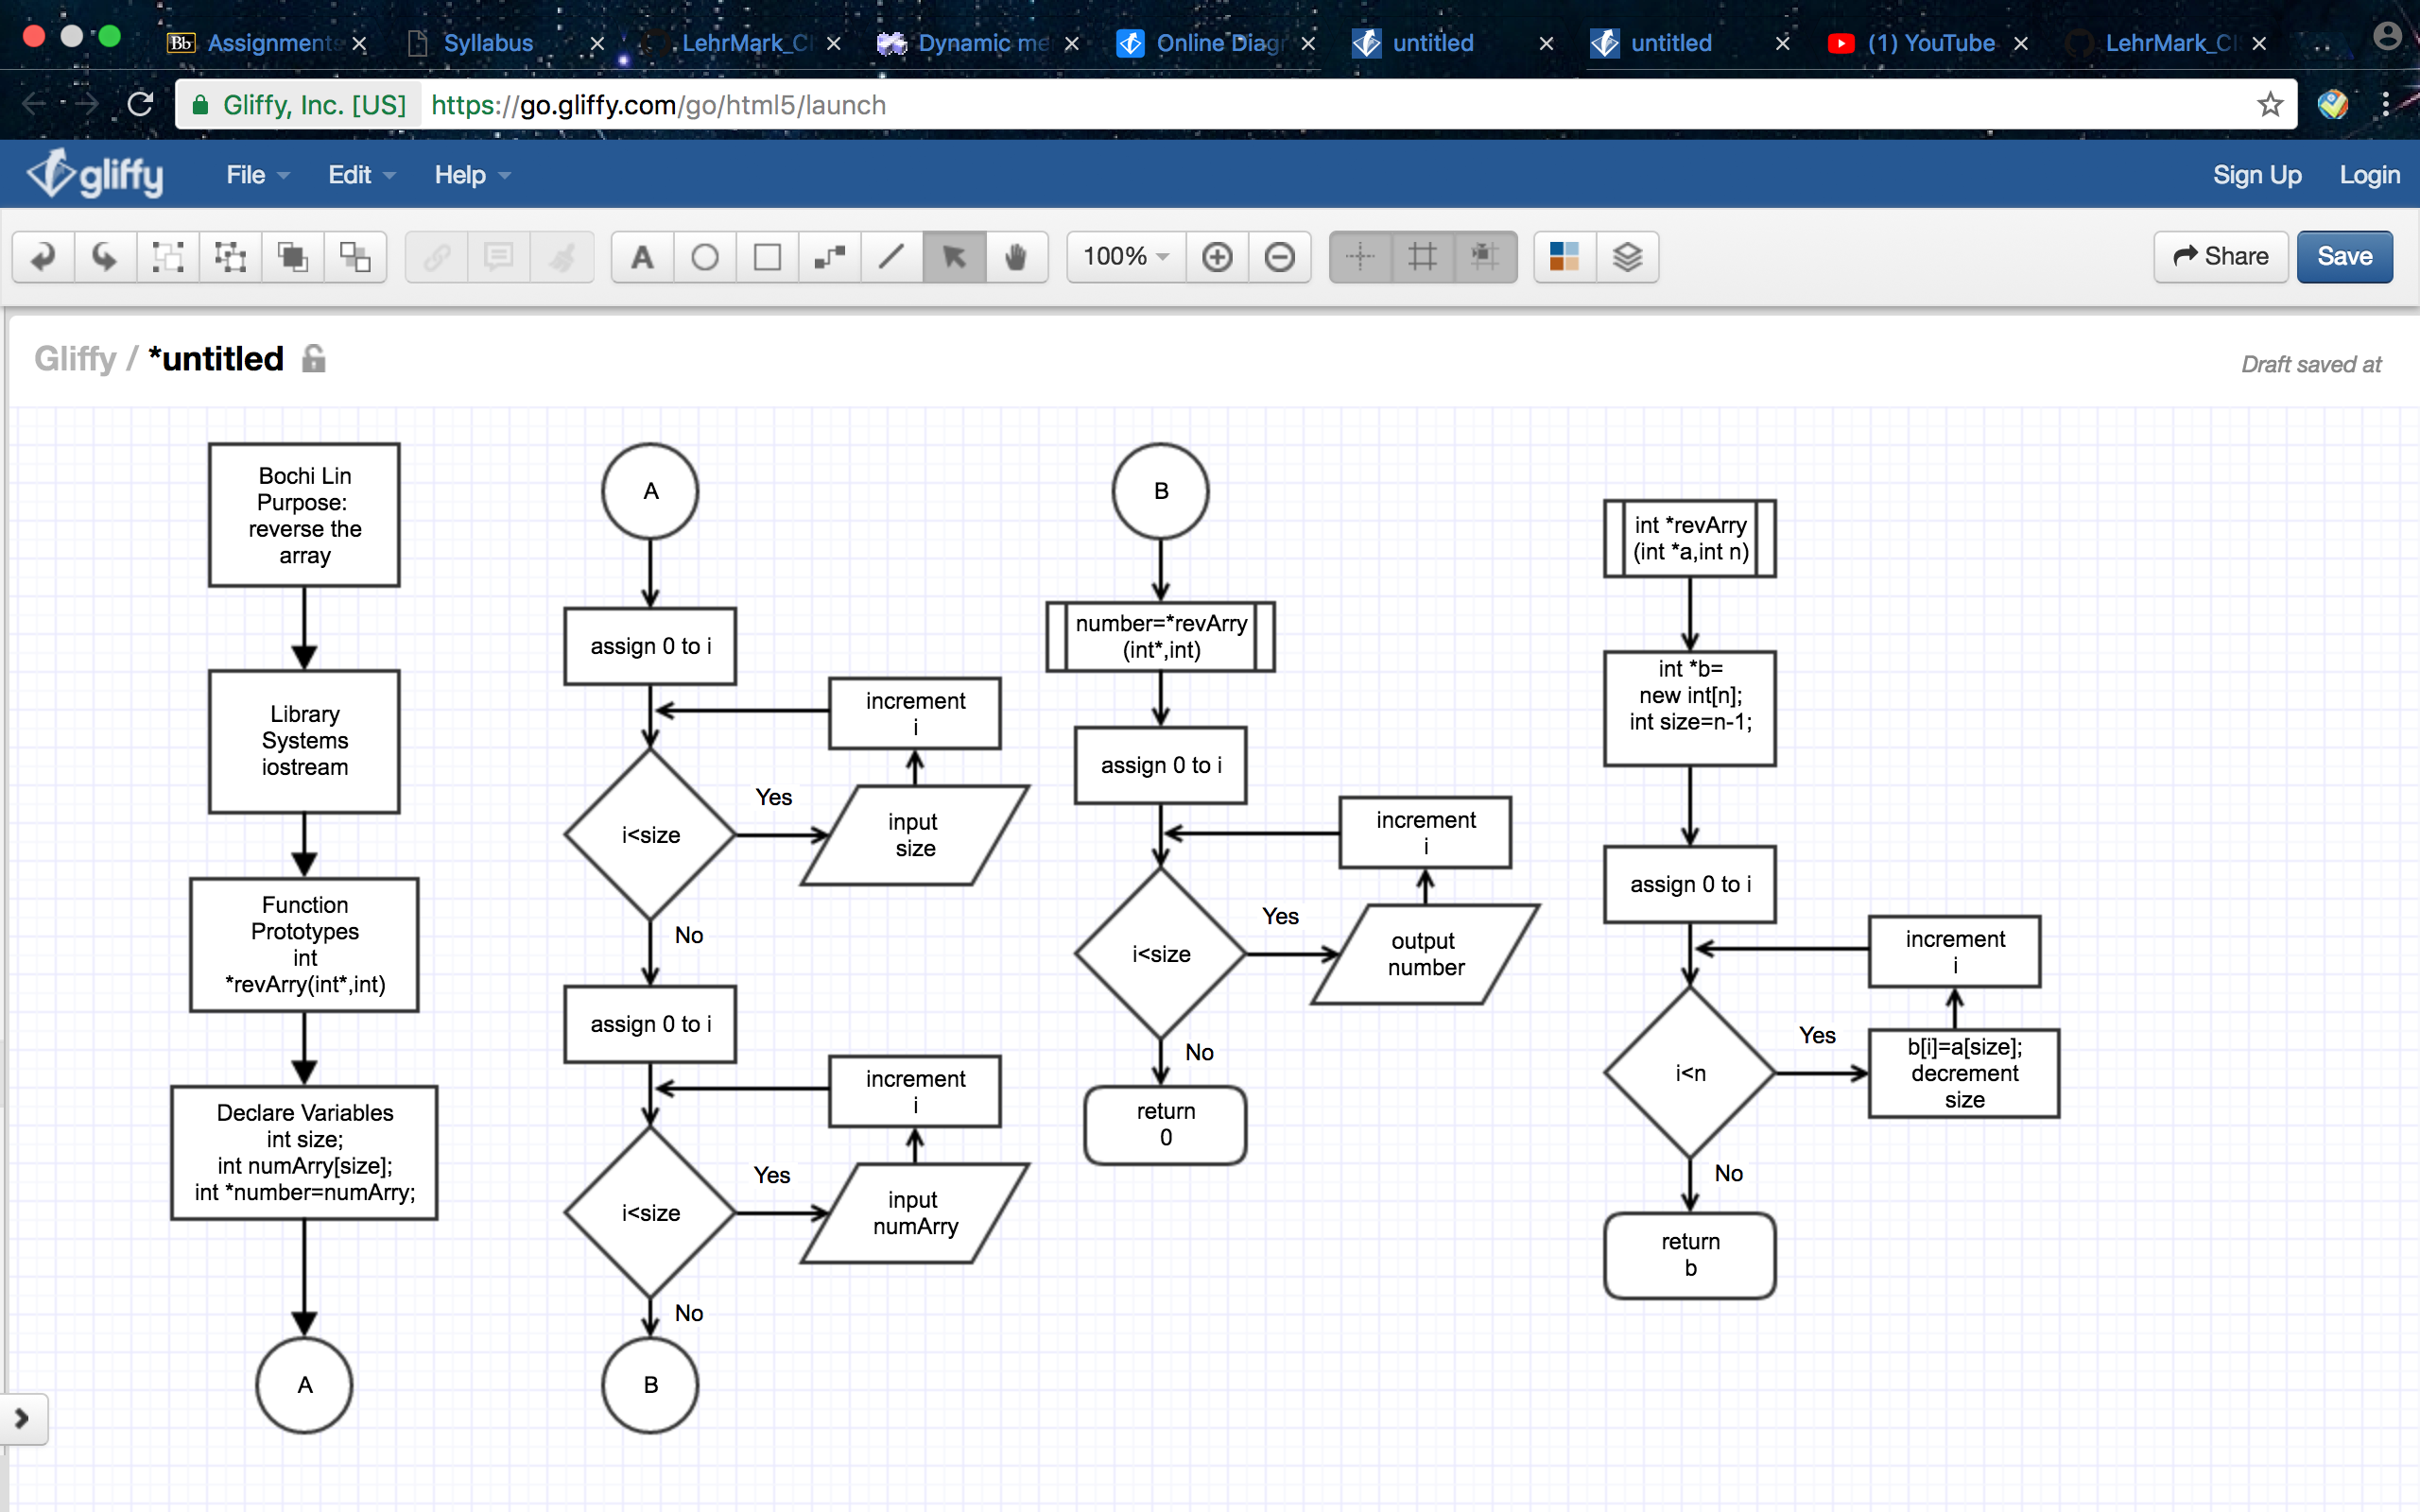 Bb Assignments Syllabus LehrMark_C Dynamic me Online Diag untitled untitled (1) YouTube LehrMark_C
Gliffy, Inc. [US] https://go.gliffy.com/go/html5/launch
gliffy File Edit Help Sign Up Login
A 100% Share Save
Gliffy / *untitled
Draft saved at
Bochi Lin
Purpose:
reverse the
array
Library
Systems
iostream
Function
Prototypes
int
*revArry(int*,int)
Declare Variables
int size;
int numArry[size];
int *number=numArry;
A
A
assign 0 to i
increment
i
i<size
Yes
input
size
No
assign 0 to i
increment
i
i<size
Yes
input
numArry
No
B
B
number=*revArry
(int*,int)
assign 0 to i
increment
i
i<size
Yes
output
number
No
return
0
int *revArry
(int *a,int n)
int *b=
new int[n];
int size=n-1;
assign 0 to i
increment
i
i<n
Yes
b[i]=a[size];
decrement
size
No
return
b